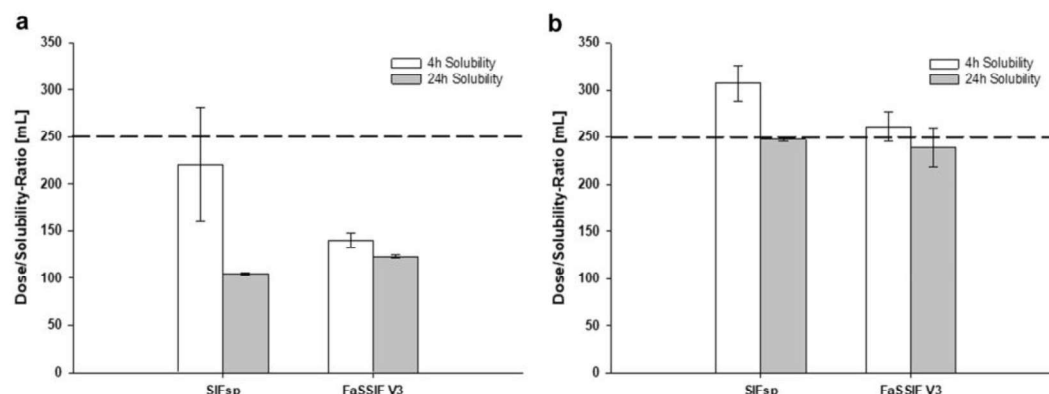 a
350
300
250
200
150
100
50
0
Dose/Solubility-Ratio [mL]
4h Solubility
24h Solubility
SIFsp
FaSSIF V3
b
350
300
250
200
150
100
50
0
Dose/Solubility-Ratio [mL]
4h Solubility
24h Solubility
SIFsp
FaSSIF V3